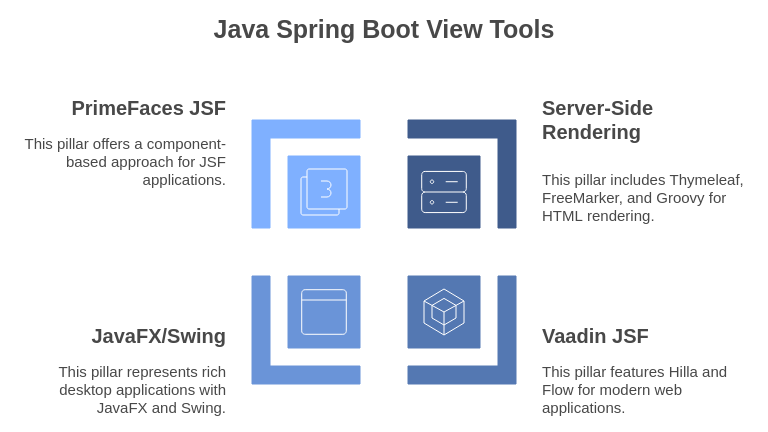 Java Spring Boot View Tools
PrimeFaces JSF
This pillar offers a component-
based approach for JSF
applications.
Server-Side
Rendering
This pillar includes Thymeleaf,
FreeMarker, and Groovy for
HTML rendering.
3
JavaFX/Swing
This pillar represents rich
desktop applications with
JavaFX and Swing.
Vaadin JSF
This pillar features Hilla and
Flow for modern web
applications.